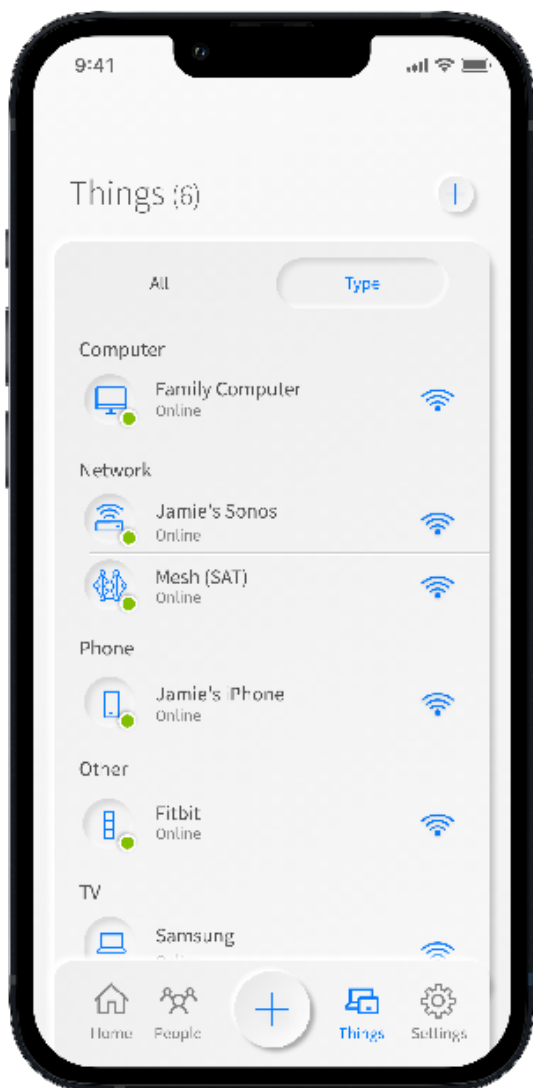 9:41
Things (6)
All
Type
Computer
Family Computer
Online
Network
Jamie's Sonos
Online
Mesh (SAT)
Online
Phone
Jamie's iPhone
Online
Other
Fitbit
Online
TV
Samsung
Home
People
Things
Settings